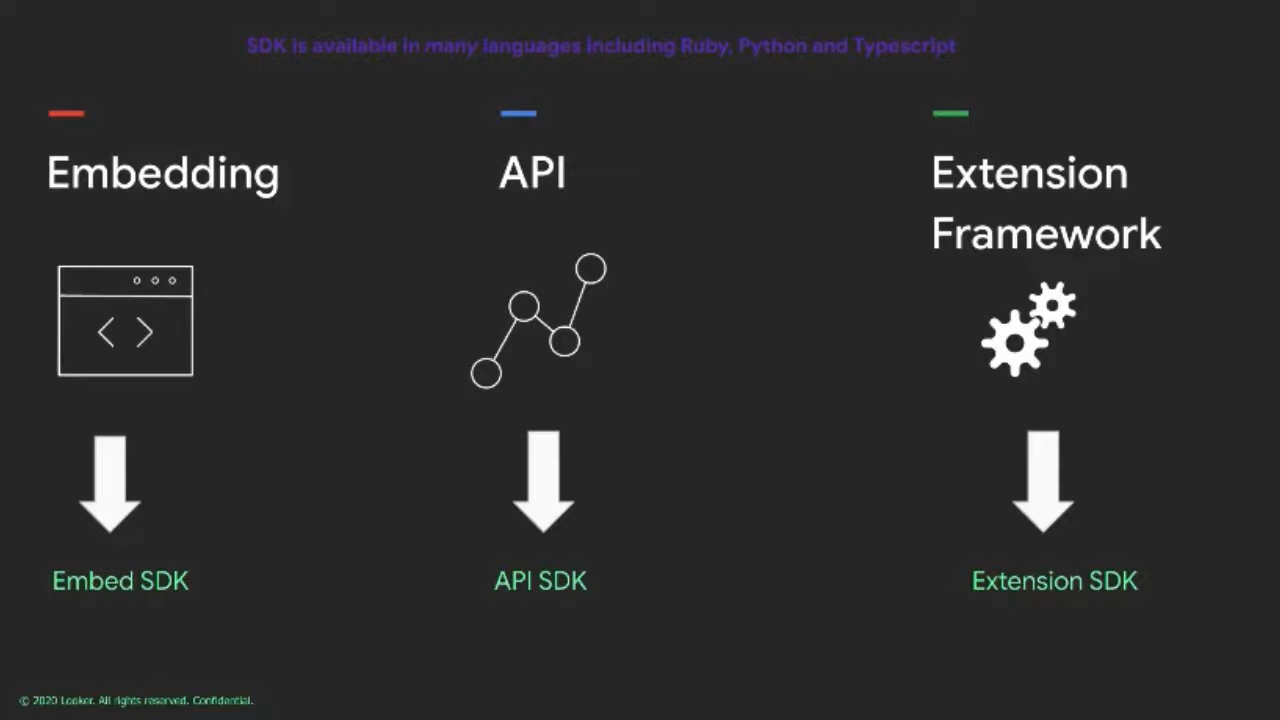 SDK is available in many languages including Ruby, Python and Typescript
Embedding
API
Extension
Framework
Embed SDK
API SDK
Extension SDK
© 2020 Looker. All rights reserved. Confidential.